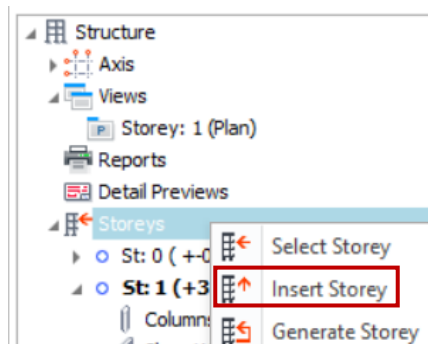 Structure
Axis
Views
P Storey: 1 (Plan)
Reports
Detail Previews
Storeys
St: 0 ( +0
Select Storey
St: 1 (+3
Insert Storey
Column
Generate Storey